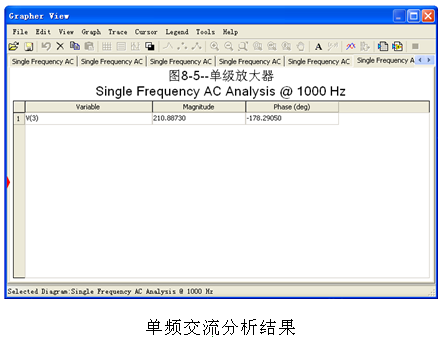 Grapher View
File Edit View Graph Trace Cursor Legend Tools Help
Single Frequency AC Single Frequency AC Single Frequency AC Single Frequency AC Single Frequency AC Single Frequency A
图8-5--单级放大器
Single Frequency AC Analysis @ 1000 Hz
Variable Magnitude Phase (deg)
1 V(3) 210.88730 -178.29050
Selected Diagram:Single Frequency AC Analysis @ 1000 Hz
单频交流分析结果